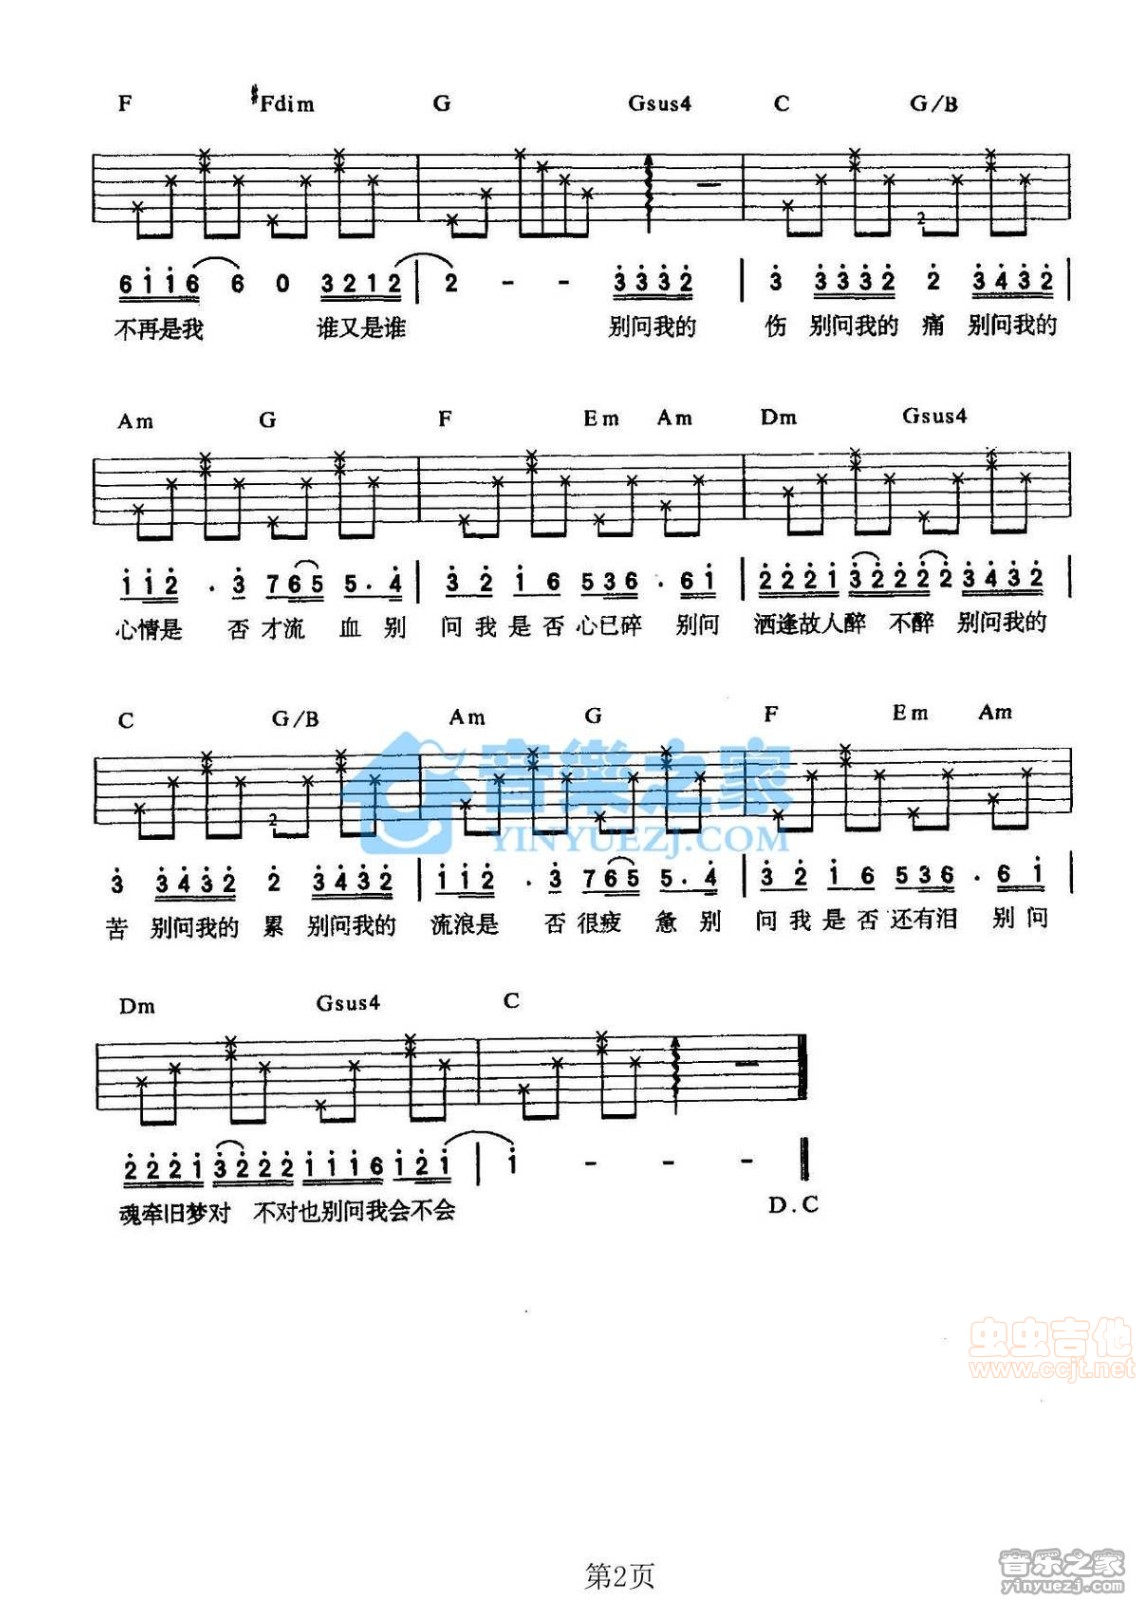 F #Fdim G Gsus4 C G/B
2
6 i i 6 6 0 3 2 1 2 | 2 - - 3 3 3 2 | 3 3 3 3 2 2 3 4 3 2 |
不再是我 谁又是谁 别问我的 伤 别问我的 痛 别问我的
Am G F Em Am Dm Gsus4
i i 2 . 3 7 6 5 5 . 4 | 3 2 i 6 5 3 6 . 6 i | 2 2 2 i 3 2 2 2 2 3 4 3 2 |
心情是 否 才流 血 别 问 我 是 否 心已碎 别问 洒逢故人醉 不醉 别问我的
C G/B Am G F Em Am
音樂之家
2
YINYUEZJ.COM
3 3 4 3 2 2 3 4 3 2 | i i 2 . 3 7 6 5 5 . 4 | 3 2 i 6 5 3 6 . 6 i |
苦 别问我的 累 别问我的 流浪是 否 很疲 惫 别 问 我 是 否 还有泪 别 问
Dm Gsus4 C
2 2 2 i 3 2 2 2 i i i 6 i 2 i | i - - - ‖
魂牵旧梦对 不对也别问我会不会 D.C
虫虫吉他
www.ccjt.net
第2页
音乐之家
yinyuezj.com